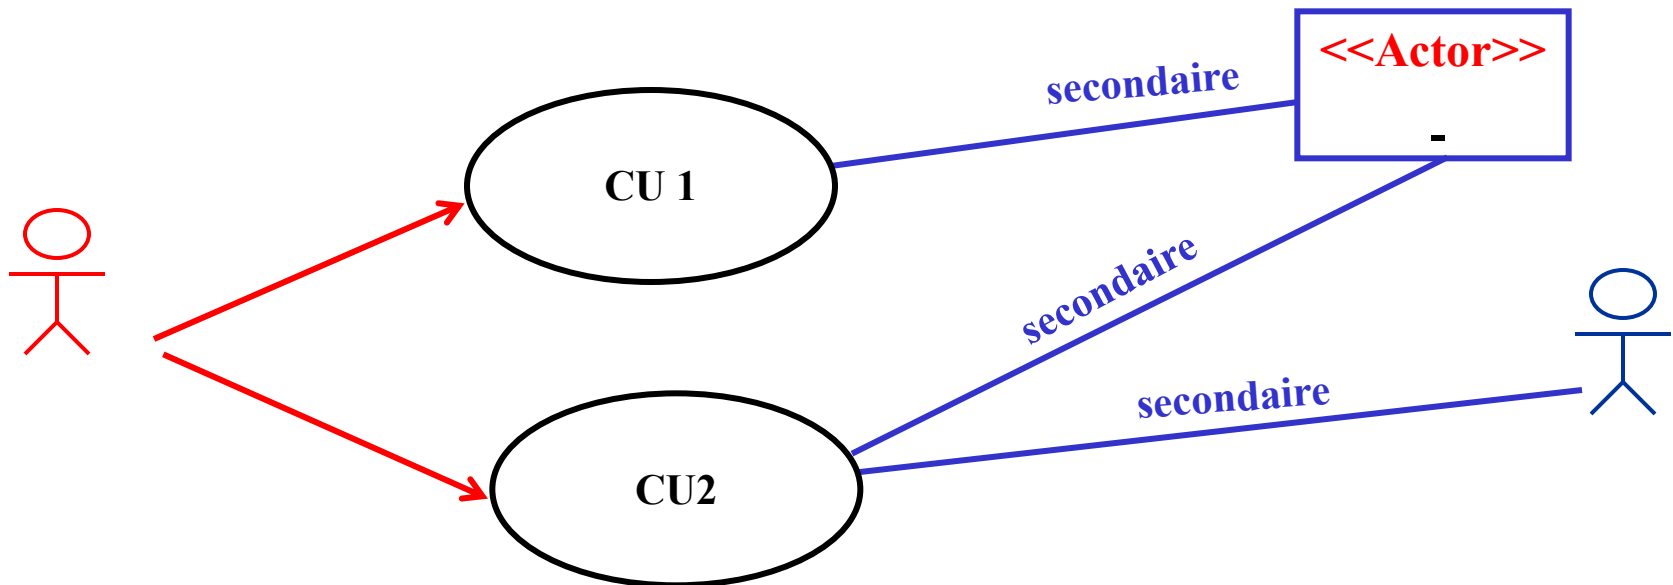 <<Actor>>
-
secondaire
CU 1
secondaire
secondaire
CU2